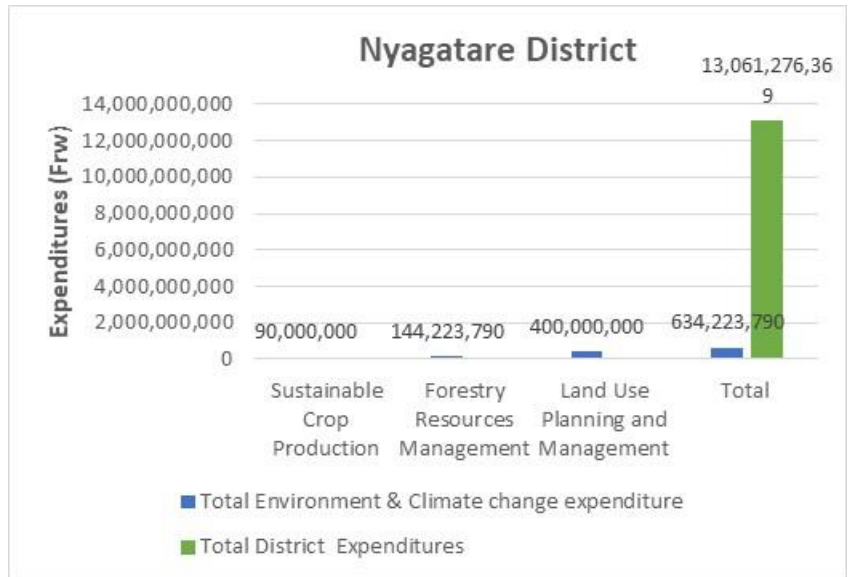 Nyagatare District
13,061,276,36
9
14,000,000,000
12,000,000,000
10,000,000,000
8,000,000,000
6,000,000,000
4,000,000,000
2,000,000,000
0
Expenditures (Frw)
90,000,000
144,223,790
400,000,000
634,223,790
Sustainable
Crop
Production
Forestry
Resources
Management
Land Use
Planning and
Management
Total
Total Environment & Climate change expenditure
Total District Expenditures